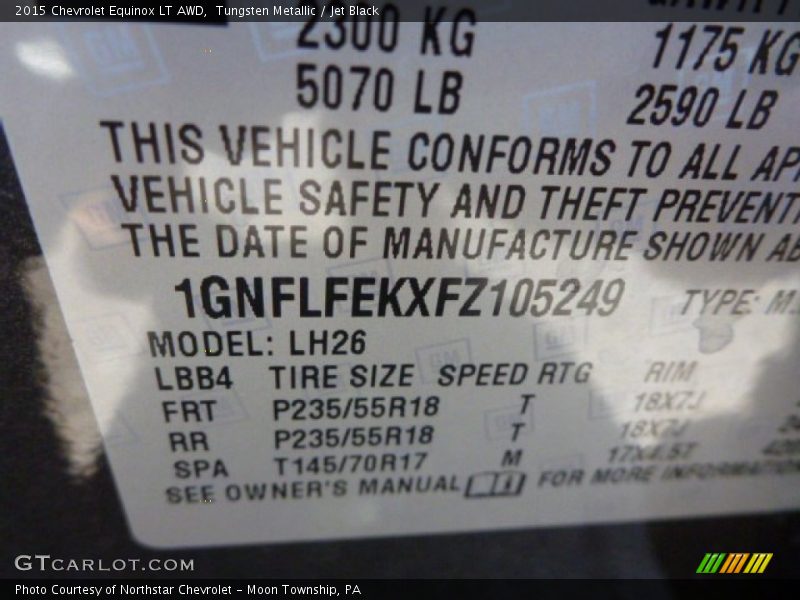 2015 Chevrolet Equinox LT AWD, Tungsten Metallic / Jet Black
2300 KG 1175 KG
5070 LB 2590 LB
THIS VEHICLE CONFORMS TO ALL
VEHICLE SAFETY AND THEFT
THE DATE OF MANUFACTURE SHOWN
1GNFLFEKXFZ105249 TYPE:
MODEL: LH26
LBB4 TIRE SIZE SPEED RTG RIM
FRT P235/55R18 T 18X7J
RR P235/55R18 T 18X7J
SPA T145/70R17 M 17X4.5T
SEE OWNER'S MANUAL FOR MORE INFORMATION
GTCARLOT.COM
Photo Courtesy of Northstar Chevrolet - Moon Township, PA